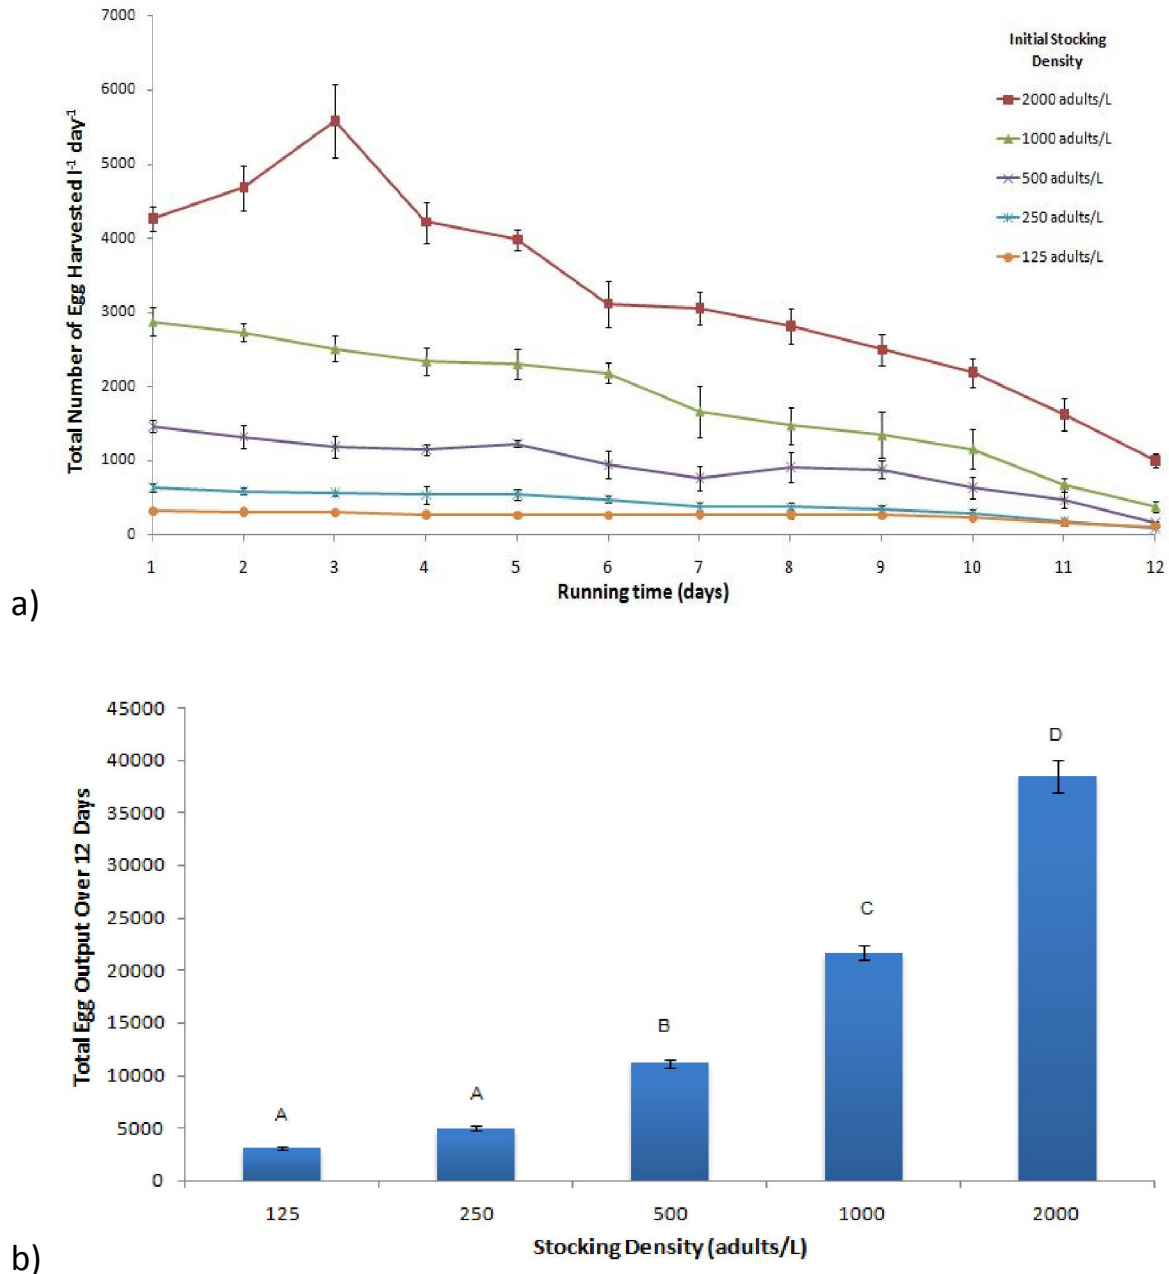 7000
6000
5000
4000
3000
2000
1000
0
Total Number of Egg Harvested l⁻¹ day⁻¹
Initial Stocking
Density
2000 adults/L
1000 adults/L
500 adults/L
250 adults/L
125 adults/L
1 2 3 4 5 6 7 8 9 10 11 12
Running time (days)
a)
45000
40000
35000
30000
25000
20000
15000
10000
5000
0
Total Egg Output Over 12 Days
A A B C D
125 250 500 1000 2000
Stocking Density (adults/L)
b)